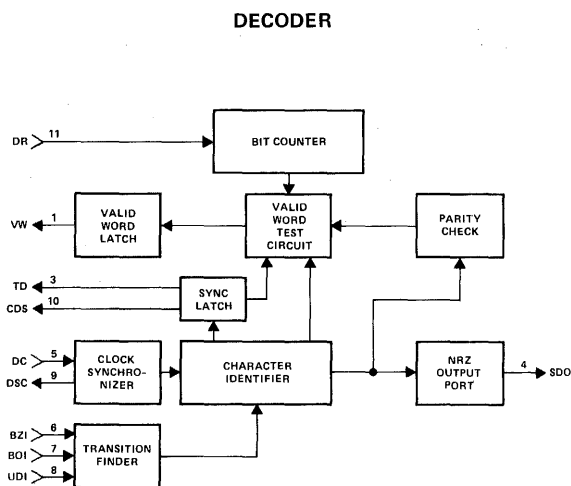 DECODER
DR 11
BIT COUNTER
VW 1
VALID
WORD
LATCH
VALID
WORD
TEST
CIRCUIT
PARITY
CHECK
TD 3
CDS 10
SYNC
LATCH
DC 5
DSC 9
CLOCK
SYNCHRO-
NIZER
CHARACTER
IDENTIFIER
NRZ
OUTPUT
PORT
4 SDO
BZI 6
BOI 7
UDI 8
TRANSITION
FINDER